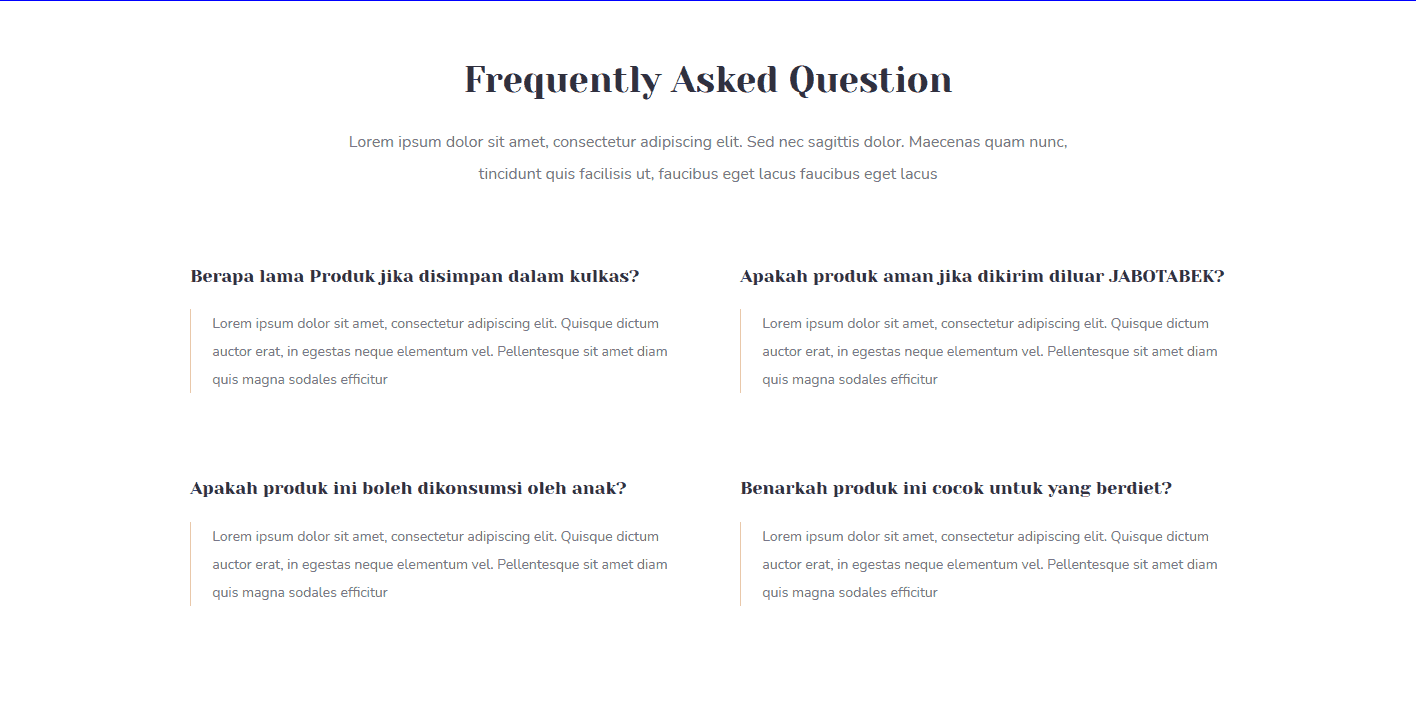 Frequently Asked Question
Lorem ipsum dolor sit amet, consectetur adipiscing elit. Sed nec sagittis dolor. Maecenas quam nunc,
tincidunt quis facilisis ut, faucibus eget lacus faucibus eget lacus
Berapa lama Produk jika disimpan dalam kulkas?
Lorem ipsum dolor sit amet, consectetur adipiscing elit. Quisque dictum
auctor erat, in egestas neque elementum vel. Pellentesque sit amet diam
quis magna sodales efficitur
Apakah produk aman jika dikirim diluar JABOTABEK?
Lorem ipsum dolor sit amet, consectetur adipiscing elit. Quisque dictum
auctor erat, in egestas neque elementum vel. Pellentesque sit amet diam
quis magna sodales efficitur
Apakah produk ini boleh dikonsumsi oleh anak?
Lorem ipsum dolor sit amet, consectetur adipiscing elit. Quisque dictum
auctor erat, in egestas neque elementum vel. Pellentesque sit amet diam
quis magna sodales efficitur
Benarkah produk ini cocok untuk yang berdiet?
Lorem ipsum dolor sit amet, consectetur adipiscing elit. Quisque dictum
auctor erat, in egestas neque elementum vel. Pellentesque sit amet diam
quis magna sodales efficitur